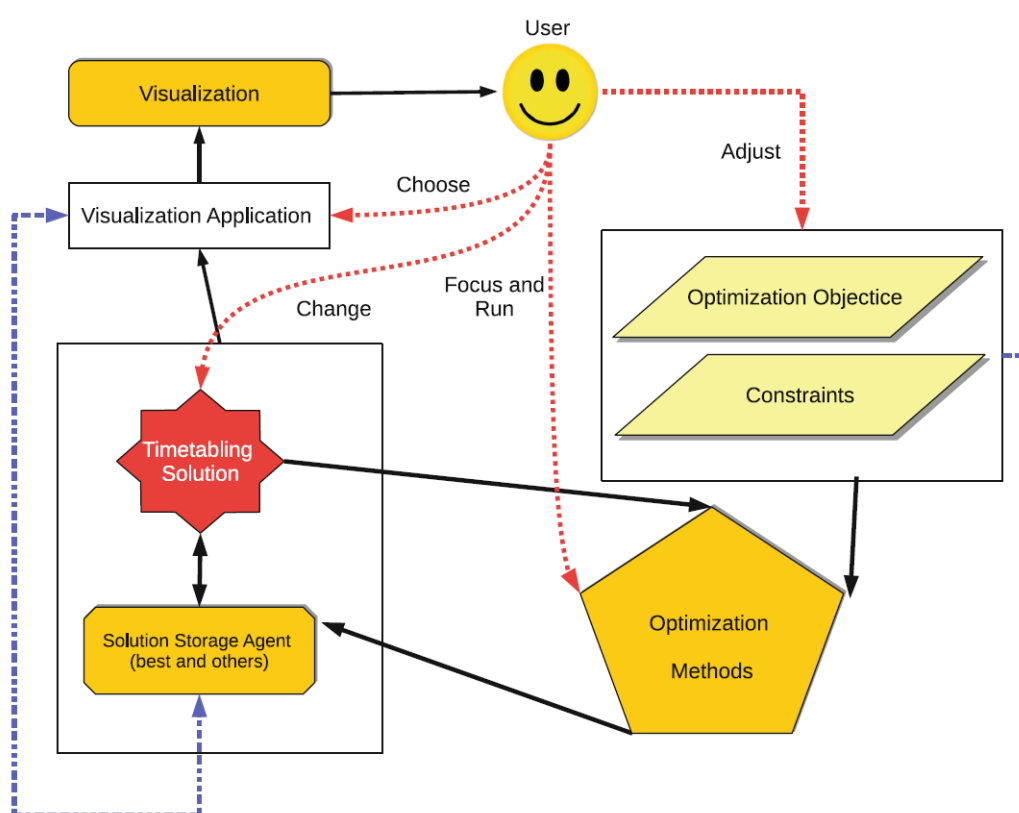 User
Visualization
Adjust
Choose
Visualization Application
Focus and
Run
Optimization Objectice
Change
Constraints
Timetabling
Solution
Optimization
Methods
Solution Storage Agent
(best and others)